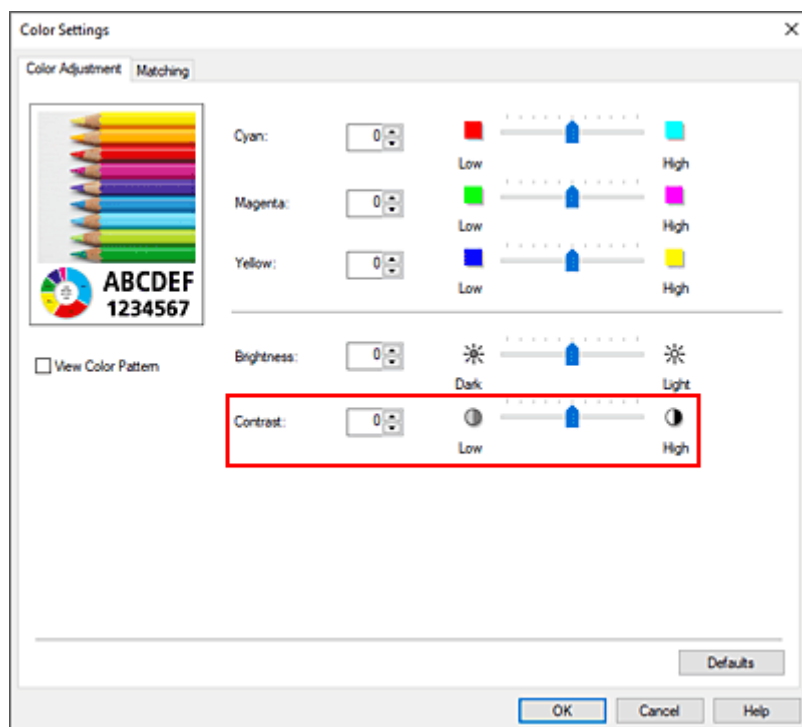 Color Settings
Color Adjustment Matching
Cyan: 0
Low High
Magenta: 0
Low High
Yellow: 0
Low High
ABCDEF
1234567
View Color Pattern
Brightness: 0
Dark Light
Contrast: 0
Low High
Defaults
OK Cancel Help